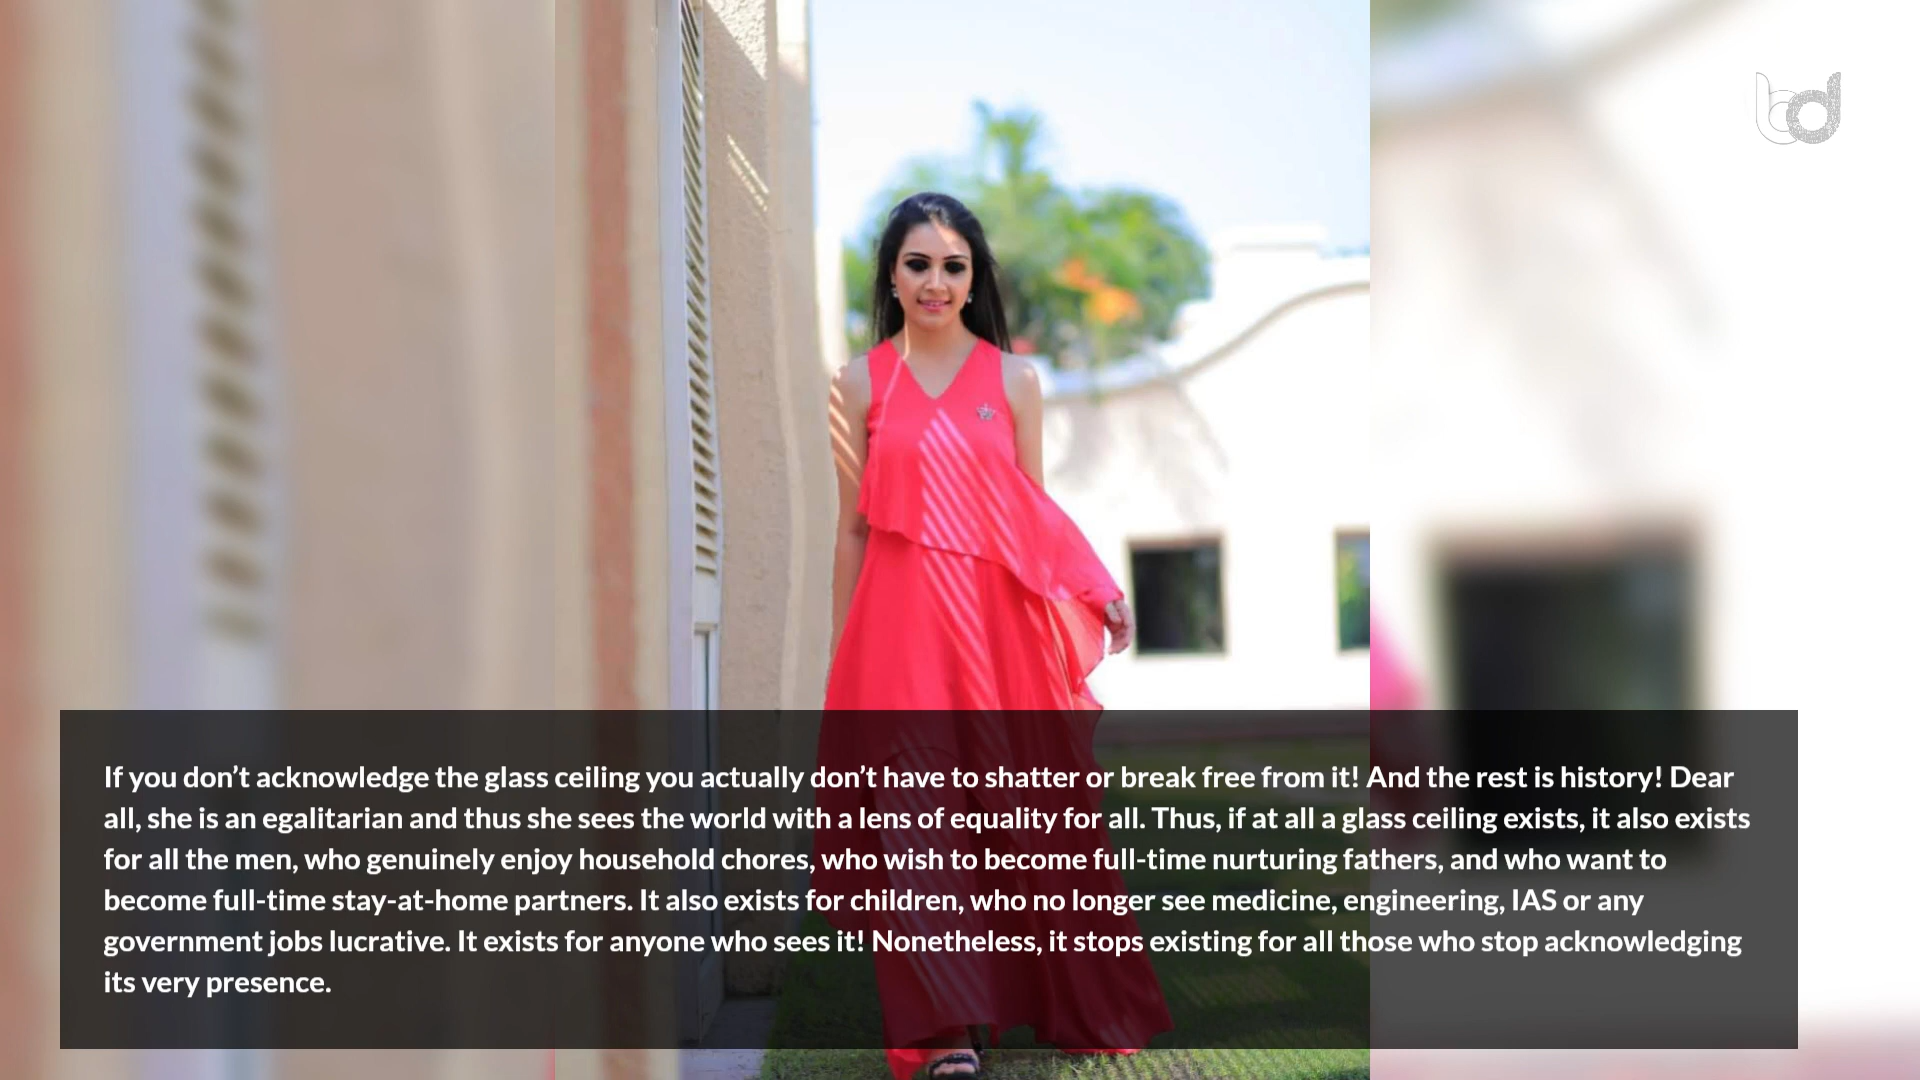 bd
If you don’t acknowledge the glass ceiling you actually don’t have to shatter or break free from it! And the rest is history! Dear
all, she is an egalitarian and thus she sees the world with a lens of equality for all. Thus, if at all a glass ceiling exists, it also exists
for all the men, who genuinely enjoy household chores, who wish to become full-time nurturing fathers, and who want to
become full-time stay-at-home partners. It also exists for children, who no longer see medicine, engineering, IAS or any
government jobs lucrative. It exists for anyone who sees it! Nonetheless, it stops existing for all those who stop acknowledging
its very presence.